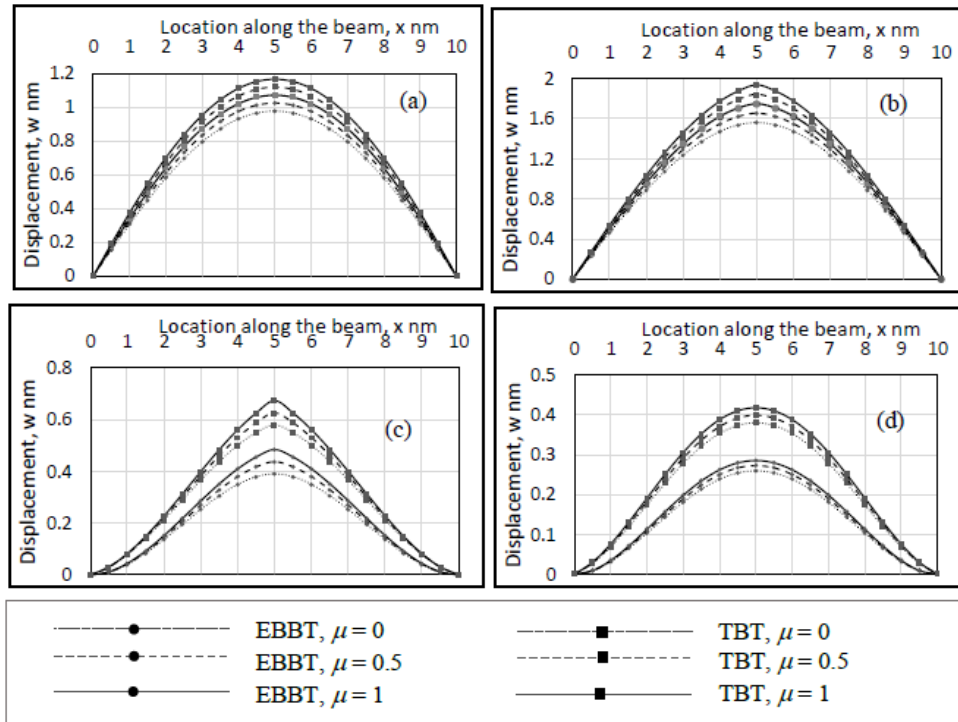 Location along the beam, x nm
0 1 2 3 4 5 6 7 8 9 10
1.2
1
0.8
0.6
0.4
0.2
0
Displacement, w nm
(a)
Location along the beam, x nm
0 1 2 3 4 5 6 7 8 9 10
2
1.6
1.2
0.8
0.4
0
Displacement, w nm
(b)
Location along the beam, x nm
0 1 2 3 4 5 6 7 8 9 10
0.8
0.6
0.4
0.2
0
Displacement, w nm
(c)
Location along the beam, x nm
0 1 2 3 4 5 6 7 8 9 10
0.5
0.4
0.3
0.2
0.1
0
Displacement, w nm
(d)
EBBT, μ = 0
EBBT, μ = 0.5
EBBT, μ = 1
TBT, μ = 0
TBT, μ = 0.5
TBT, μ = 1